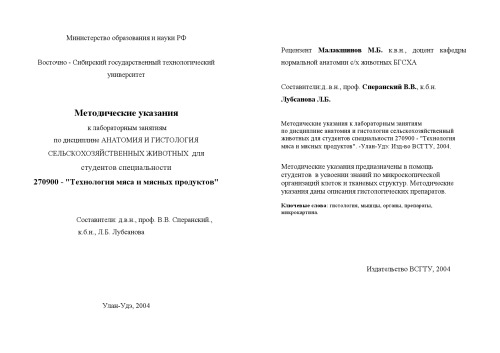 Министерство образования и науки РФ
Восточно - Сибирский государственный технологический
университет
Методические указания
к лабораторным занятиям
по дисциплине АНАТОМИЯ И ГИСТОЛОГИЯ
СЕЛЬСКОХОЗЯЙСТВЕННЫХ ЖИВОТНЫХ для
студентов специальности
270900 - "Технология мяса и мясных продуктов"
Составители: д.в.н., проф. В.В. Сперанский.,
к.б.н., Л.Б. Лубсанова
Улан-Удэ, 2004
Рецензент Малакшинов М.Б. к.в.н., доцент кафедры
нормальной анатомии с/х животных БГСХА
Составители:д..в.н., проф. Сперанский В.В., к.б.н.
Лубсанова Л.Б.
Методические указания к лабораторным занятиям
по дисциплине анатомия и гистология сельскохозяйственный
животных для студентов специальности 270900 - "Технология
мяса и мясных продуктов". -Улан-Удэ. Изд-во ВСГТУ, 2004.
Методические указания предназначены в помощь
студентов в усвоении знаний по микроскопической
организаций клеток и тканевых структур. Методические
указания даны описания гистологических препаратов.
Ключевые слова: гистология, мышцы, органы, препараты,
микрокартина.
Издательство ВСГТУ, 2004